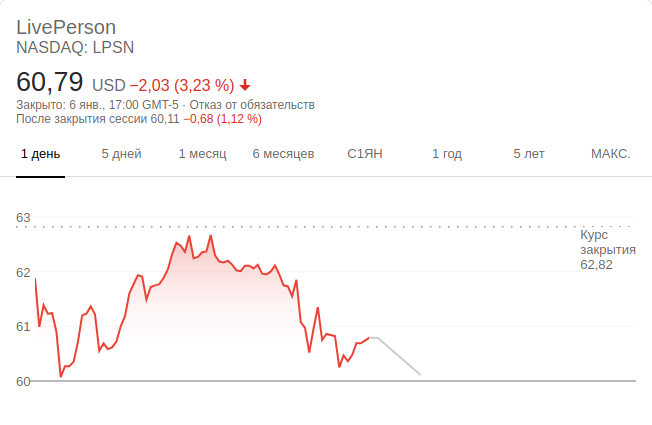 LivePerson
NASDAQ: LPSN
60,79 USD −2,03 (3,23 %)
Закрыто: 6 янв., 17:00 GMT-5 · Отказ от обязательств
После закрытия сессии 60,11 −0,68 (1,12 %)
1 день 5 дней 1 месяц 6 месяцев С1ЯН 1 год 5 лет МАКС.
63
Курс
закрытия
62,82
62
61
60